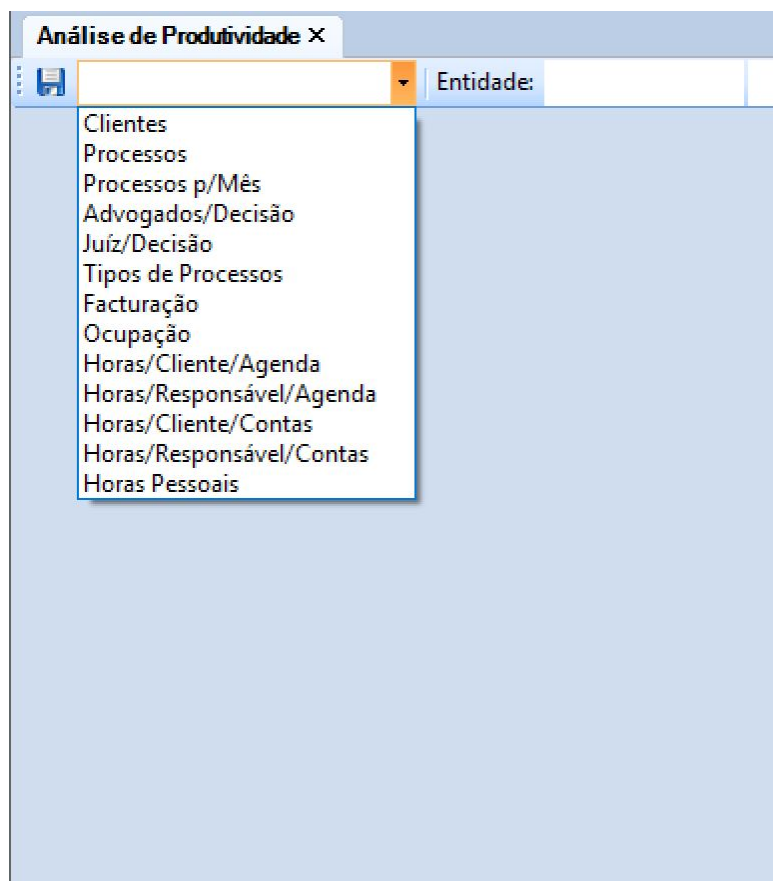 Análise de Produtividade
Entidade:
Clientes
Processos
Processos p/Mês
Advogados/Decisão
Juíz/Decisão
Tipos de Processos
Facturação
Ocupação
Horas/Cliente/Agenda
Horas/Responsável/Agenda
Horas/Cliente/Contas
Horas/Responsável/Contas
Horas Pessoais